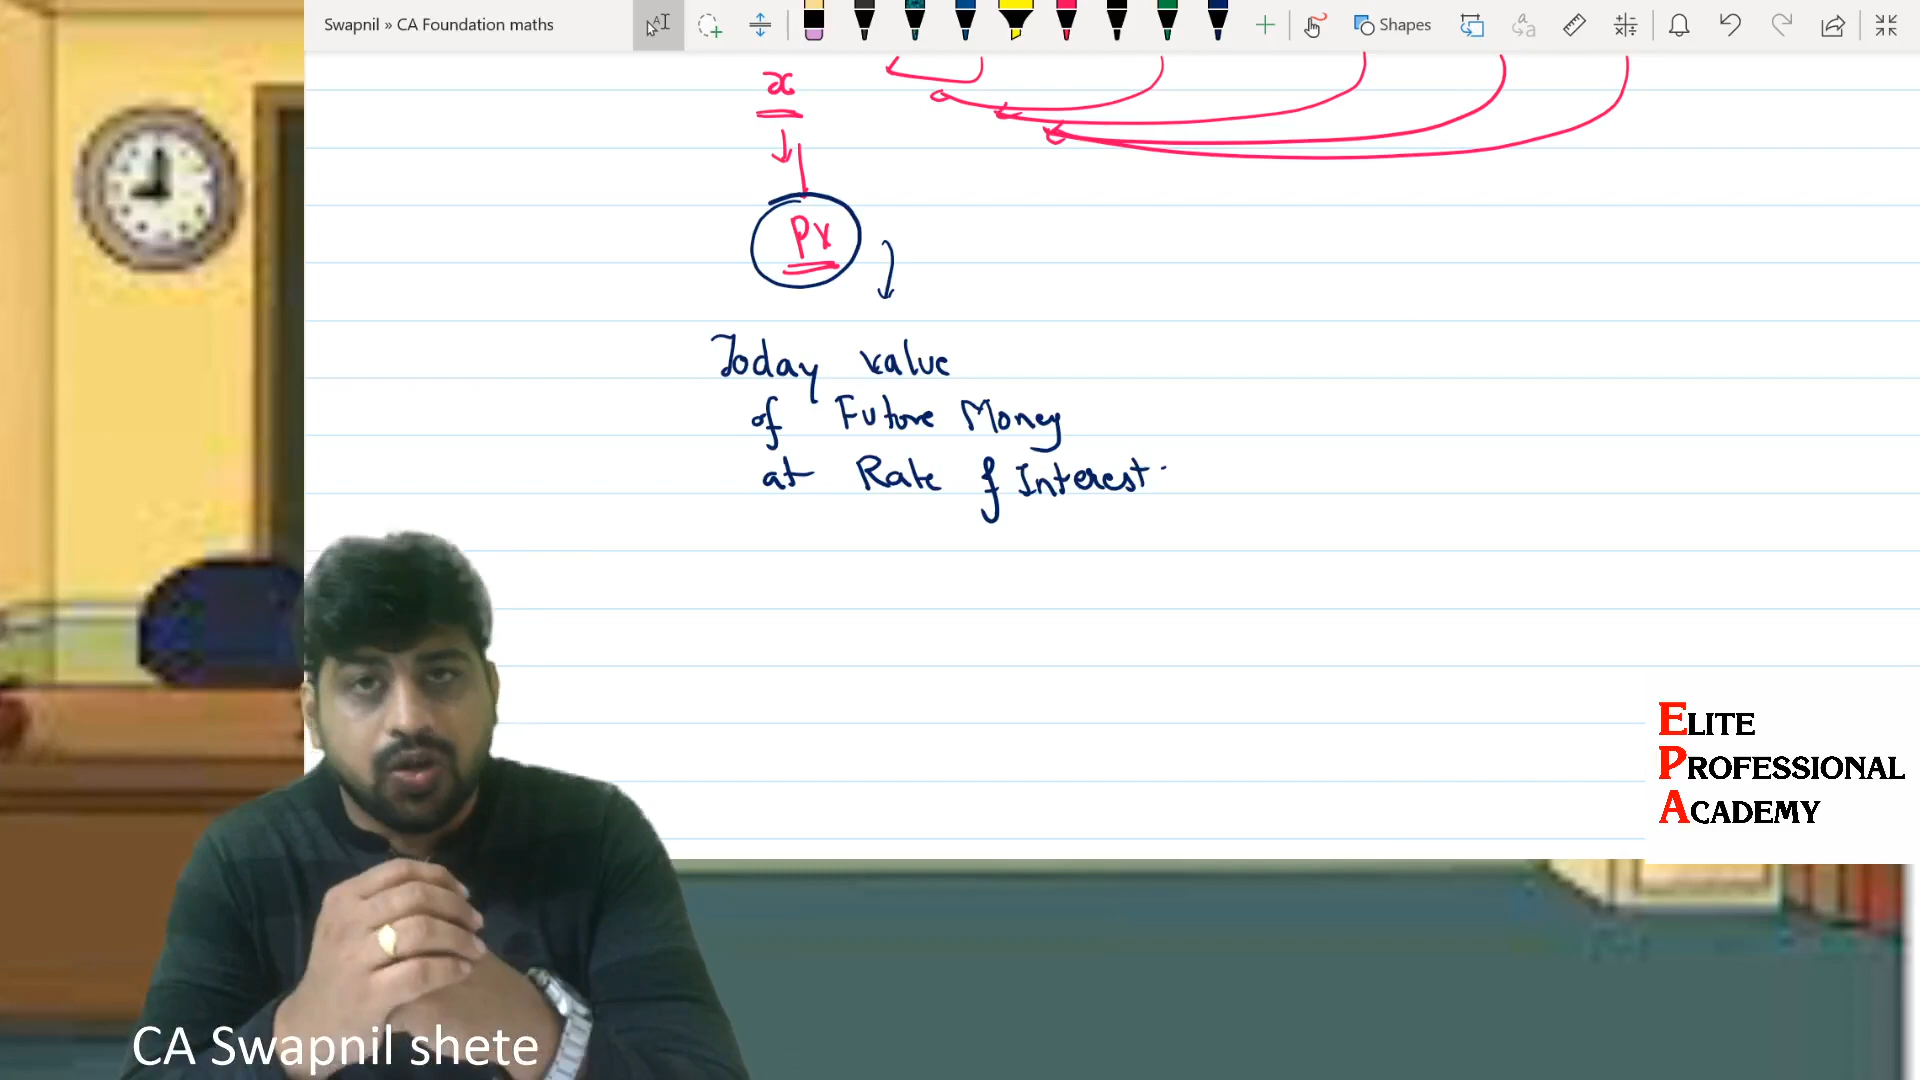 Swapnil » CA Foundation maths
Shapes
x
PV
Today value
of Future Money
at Rate of Interest.
ELITE
PROFESSIONAL
ACADEMY
CA Swapnil shete